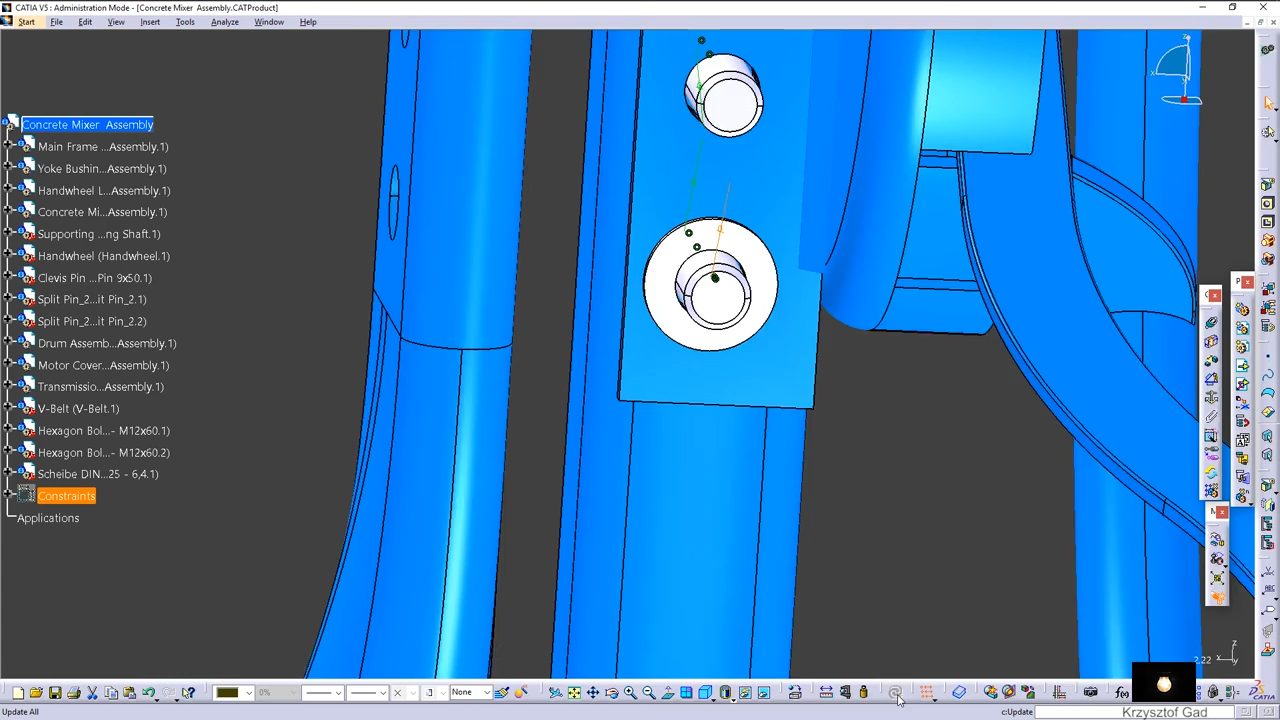 CATIA V5 : Administration Mode - [Concrete Mixer  Assembly.CATProduct]
Start File Edit View Insert Tools Analyze Window Help
Concrete Mixer  Assembly
Main Frame ...Assembly.1)
Yoke Bushin...Assembly.1)
Handwheel L...Assembly.1)
Concrete Mi...Assembly.1)
Supporting ...ng Shaft.1)
Handwheel (Handwheel.1)
Clevis Pin ...Pin 9x50.1)
Split Pin_2...it Pin_2.1)
Split Pin_2...it Pin_2.2)
Drum Assemb...Assembly.1)
Motor Cover...Assembly.1)
Transmissio...Assembly.1)
V-Belt (V-Belt.1)
Hexagon Bol...- M12x60.1)
Hexagon Bol...- M12x60.2)
Scheibe DIN...25 - 6,4.1)
Constraints
Applications
2.22
0%
None
Update All
c:Update
Krzysztof Gad